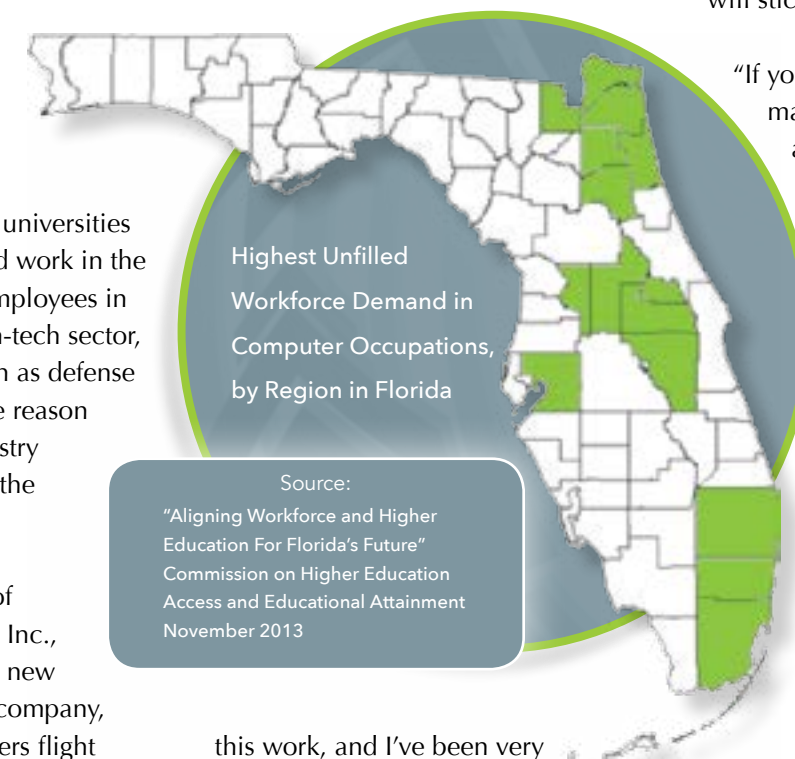 will stic
"If yo
ma
a
universities
d work in the
mployees in
-tech sector,
n as defense
e reason
stry
the
of
Inc.,
new
company,
ers flight
Highest Unfilled
Workforce Demand in
Computer Occupations,
by Region in Florida
Source:
"Aligning Workforce and Higher
Education For Florida's Future"
Commission on Higher Education
Access and Educational Attainment
November 2013
this work, and I've been very